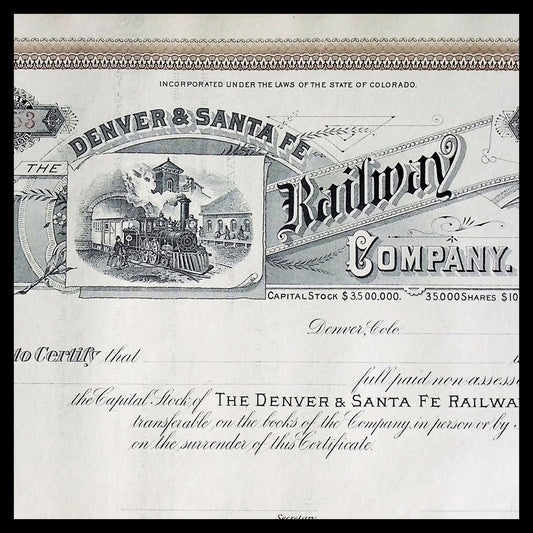 INCORPORATED UNDER THE LAWS OF THE STATE OF COLORADO.
53
THE
DENVER & SANTA FE
Railway
COMPANY.
CAPITAL STOCK $3,500,000. 35,000 SHARES $10
Denver, Colo.
to Certify that
full paid non-assess
the Capital Stock of THE DENVER & SANTA FE RAILWA
transferable on the books of the Company in person or by
on the surrender of this Certificate.
Secretary.